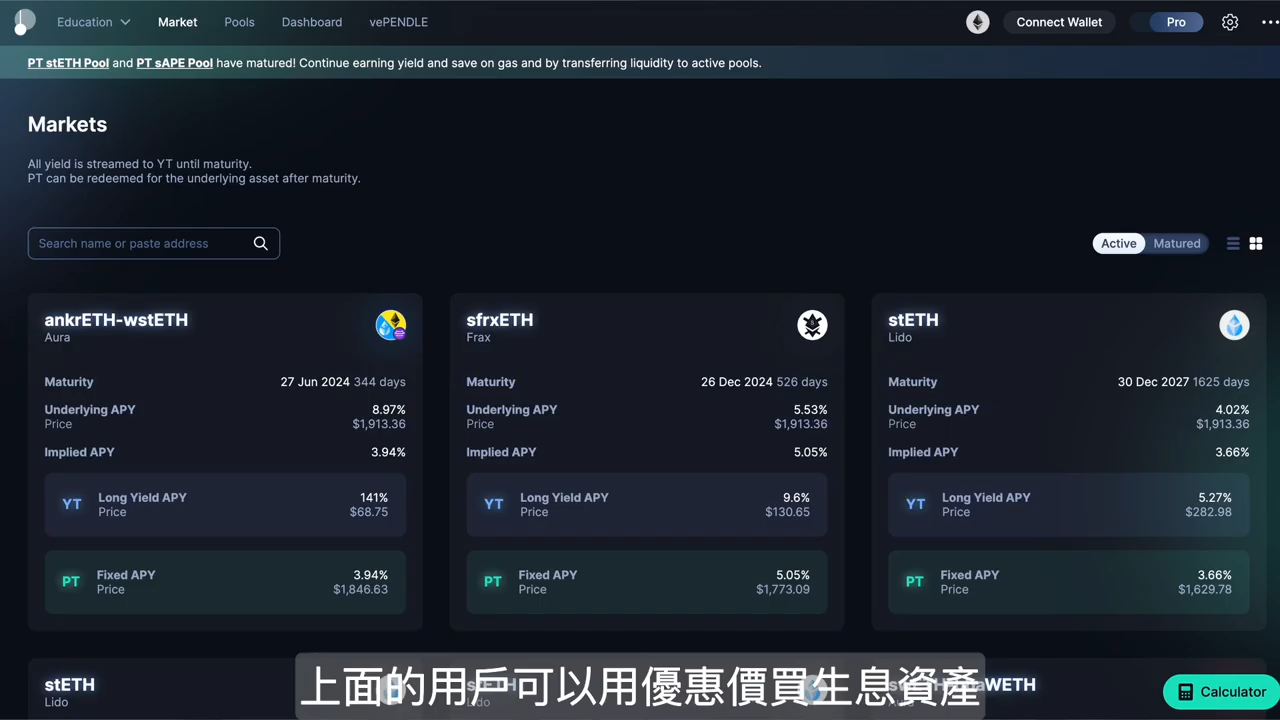 Education Market Pools Dashboard vePENDLE Connect Wallet Pro
PT stETH Pool and PT sAPE Pool have matured! Continue earning yield and save on gas and by transferring liquidity to active pools.
Markets
All yield is streamed to YT until maturity.
PT can be redeemed for the underlying asset after maturity.
Search name or paste address
Active Matured
ankrETH-wstETH
Aura
Maturity 27 Jun 2024 344 days
Underlying APY 8.97%
Price $1,913.36
Implied APY 3.94%
YT Long Yield APY 141%
Price $68.75
PT Fixed APY 3.94%
Price $1,846.63
sfrxETH
Frax
Maturity 26 Dec 2024 526 days
Underlying APY 5.53%
Price $1,913.36
Implied APY 5.05%
YT Long Yield APY 9.6%
Price $130.65
PT Fixed APY 5.05%
Price $1,773.09
stETH
Lido
Maturity 30 Dec 2027 1625 days
Underlying APY 4.02%
Price $1,913.36
Implied APY 3.66%
YT Long Yield APY 5.27%
Price $282.98
PT Fixed APY 3.66%
Price $1,629.78
stETH
Lido
上面的用戶可以用優惠價買生息資產
Calculator